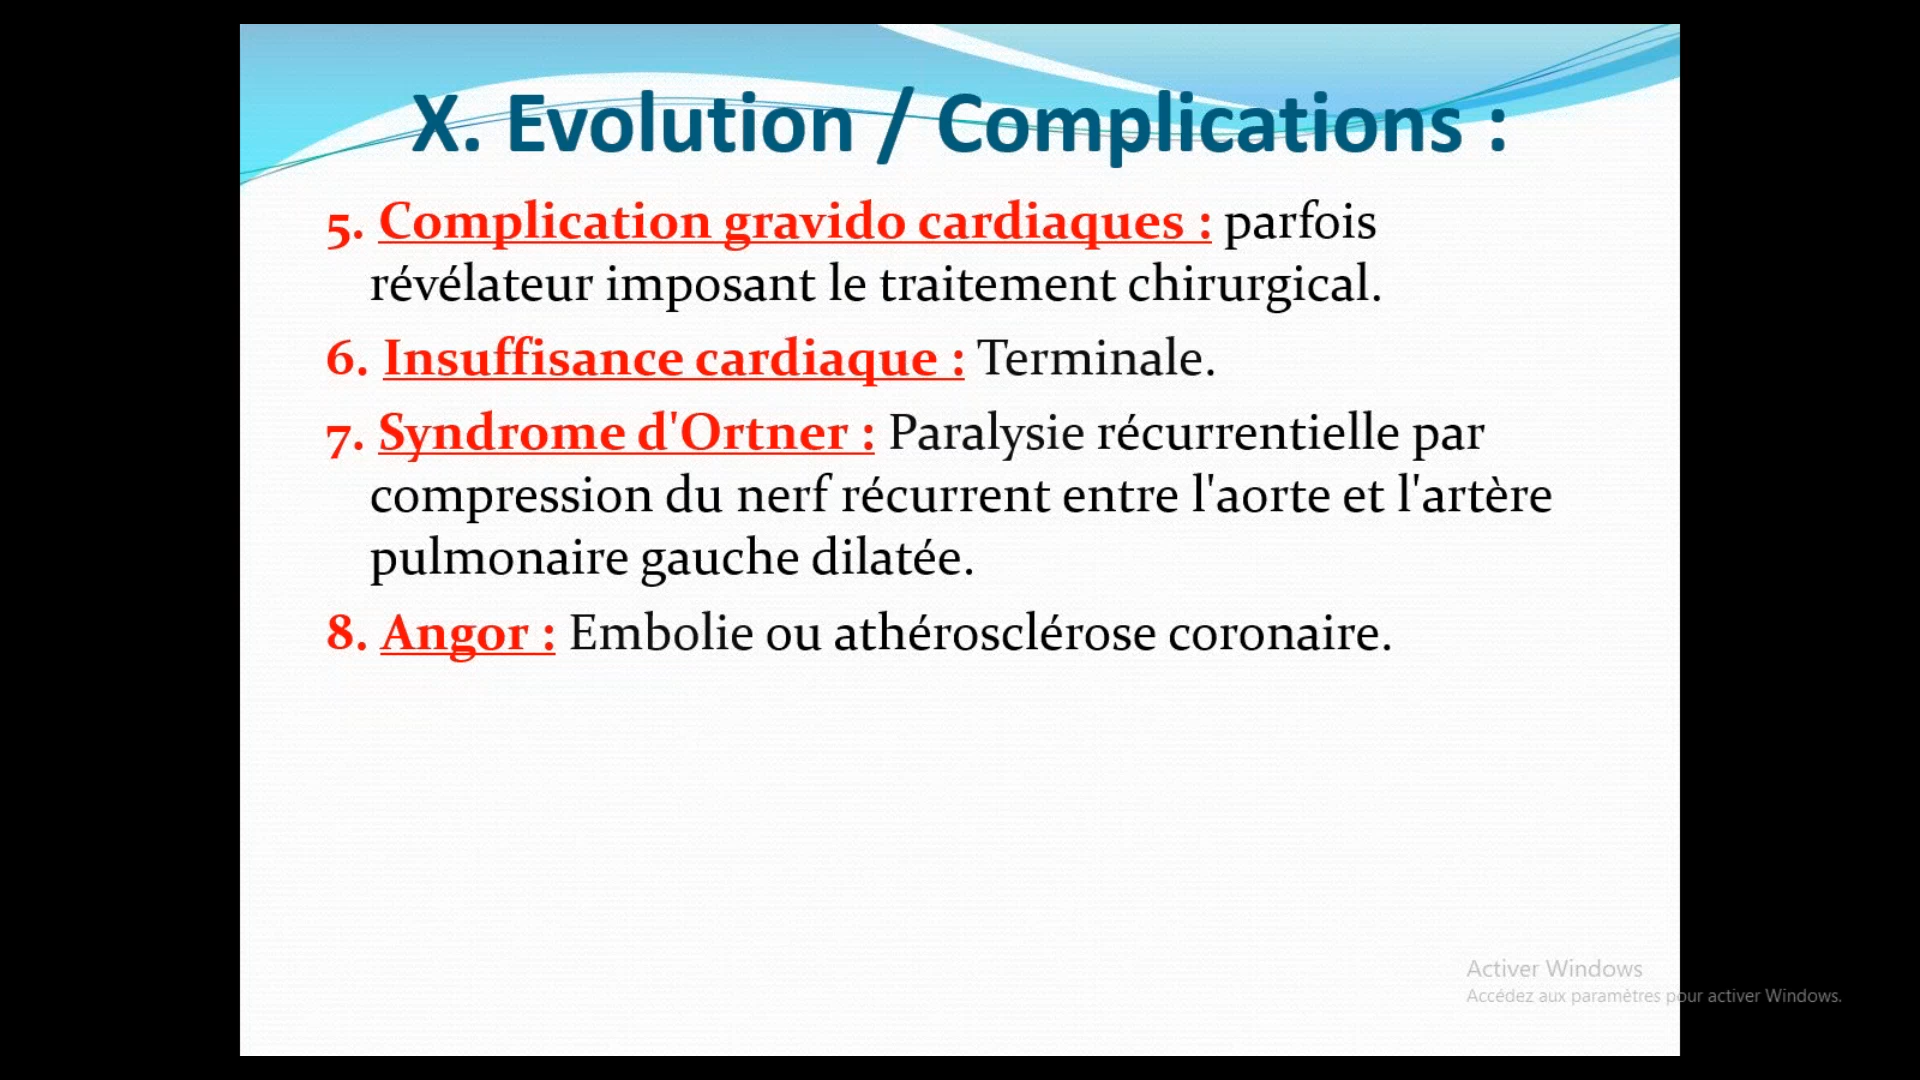 X. Evolution / Complications :
5. Complication gravido cardiaques : parfois
révélateur imposant le traitement chirurgical.
6. Insuffisance cardiaque : Terminale.
7. Syndrome d'Ortner : Paralysie récurrentielle par
compression du nerf récurrent entre l'aorte et l'artère
pulmonaire gauche dilatée.
8. Angor : Embolie ou athérosclérose coronaire.
Activer Windows
Accédez aux paramètres pour activer Windows.